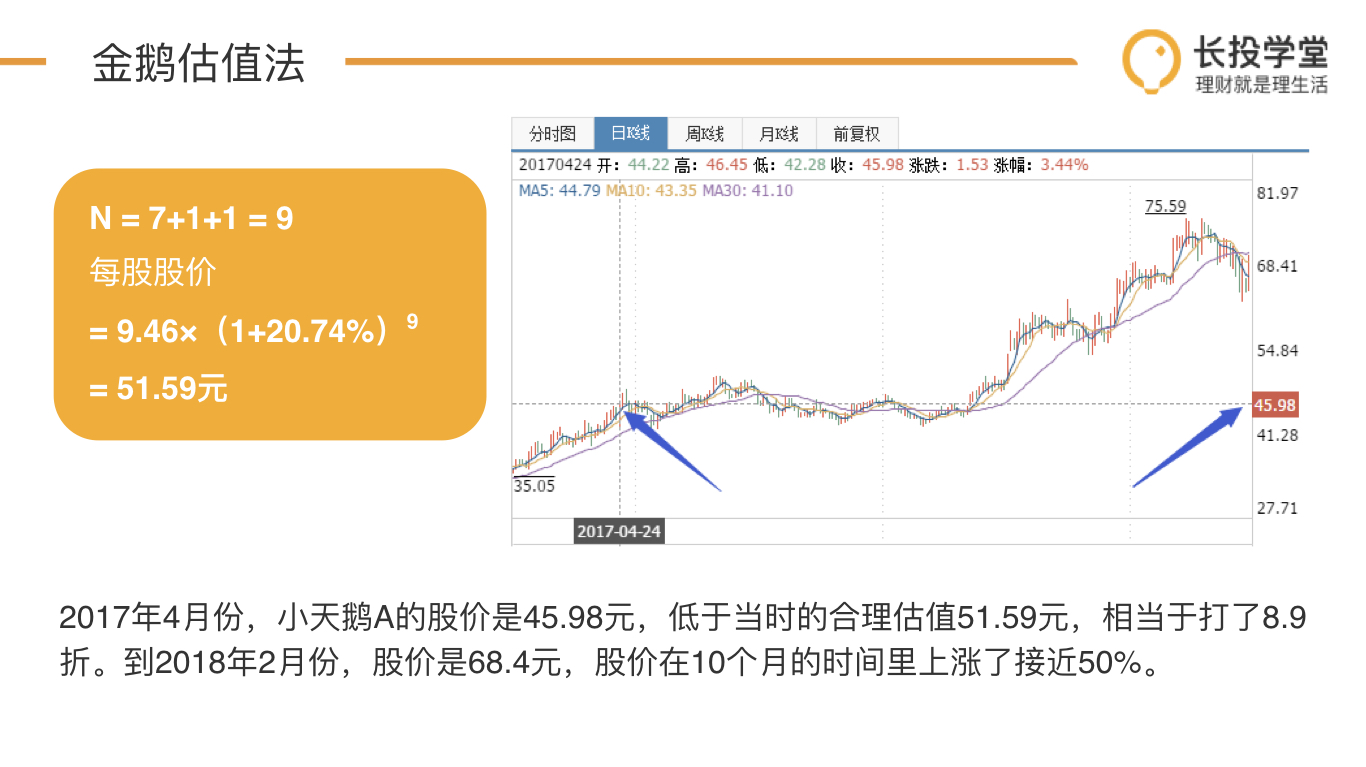 金鹅估值法
长投学堂
理财就是理生活
N = 7+1+1 = 9
每股股价
= 9.46×（1+20.74%）⁹
= 51.59元
分时图 日K线 周K线 月K线 前复权
20170424 开: 44.22 高: 46.45 低: 42.28 收: 45.98 涨跌: 1.53 涨幅: 3.44%
MA5: 44.79 MA10: 43.35 MA30: 41.10
81.97
75.59
68.41
54.84
45.98
41.28
35.05
27.71
2017-04-24
2017年4月份，小天鹅A的股价是45.98元，低于当时的合理估值51.59元，相当于打了8.9
折。到2018年2月份，股价是68.4元，股价在10个月的时间里上涨了接近50%。